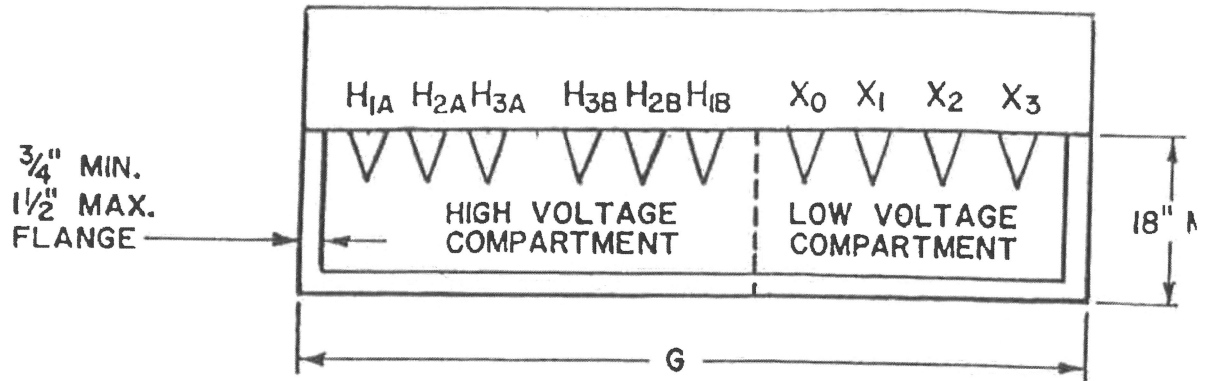 H1A H2A H3A H3B H2B H1B X0 X1 X2 X3
3/4" MIN.
1 1/2" MAX.
FLANGE
HIGH VOLTAGE
COMPARTMENT
LOW VOLTAGE
COMPARTMENT
18"
G